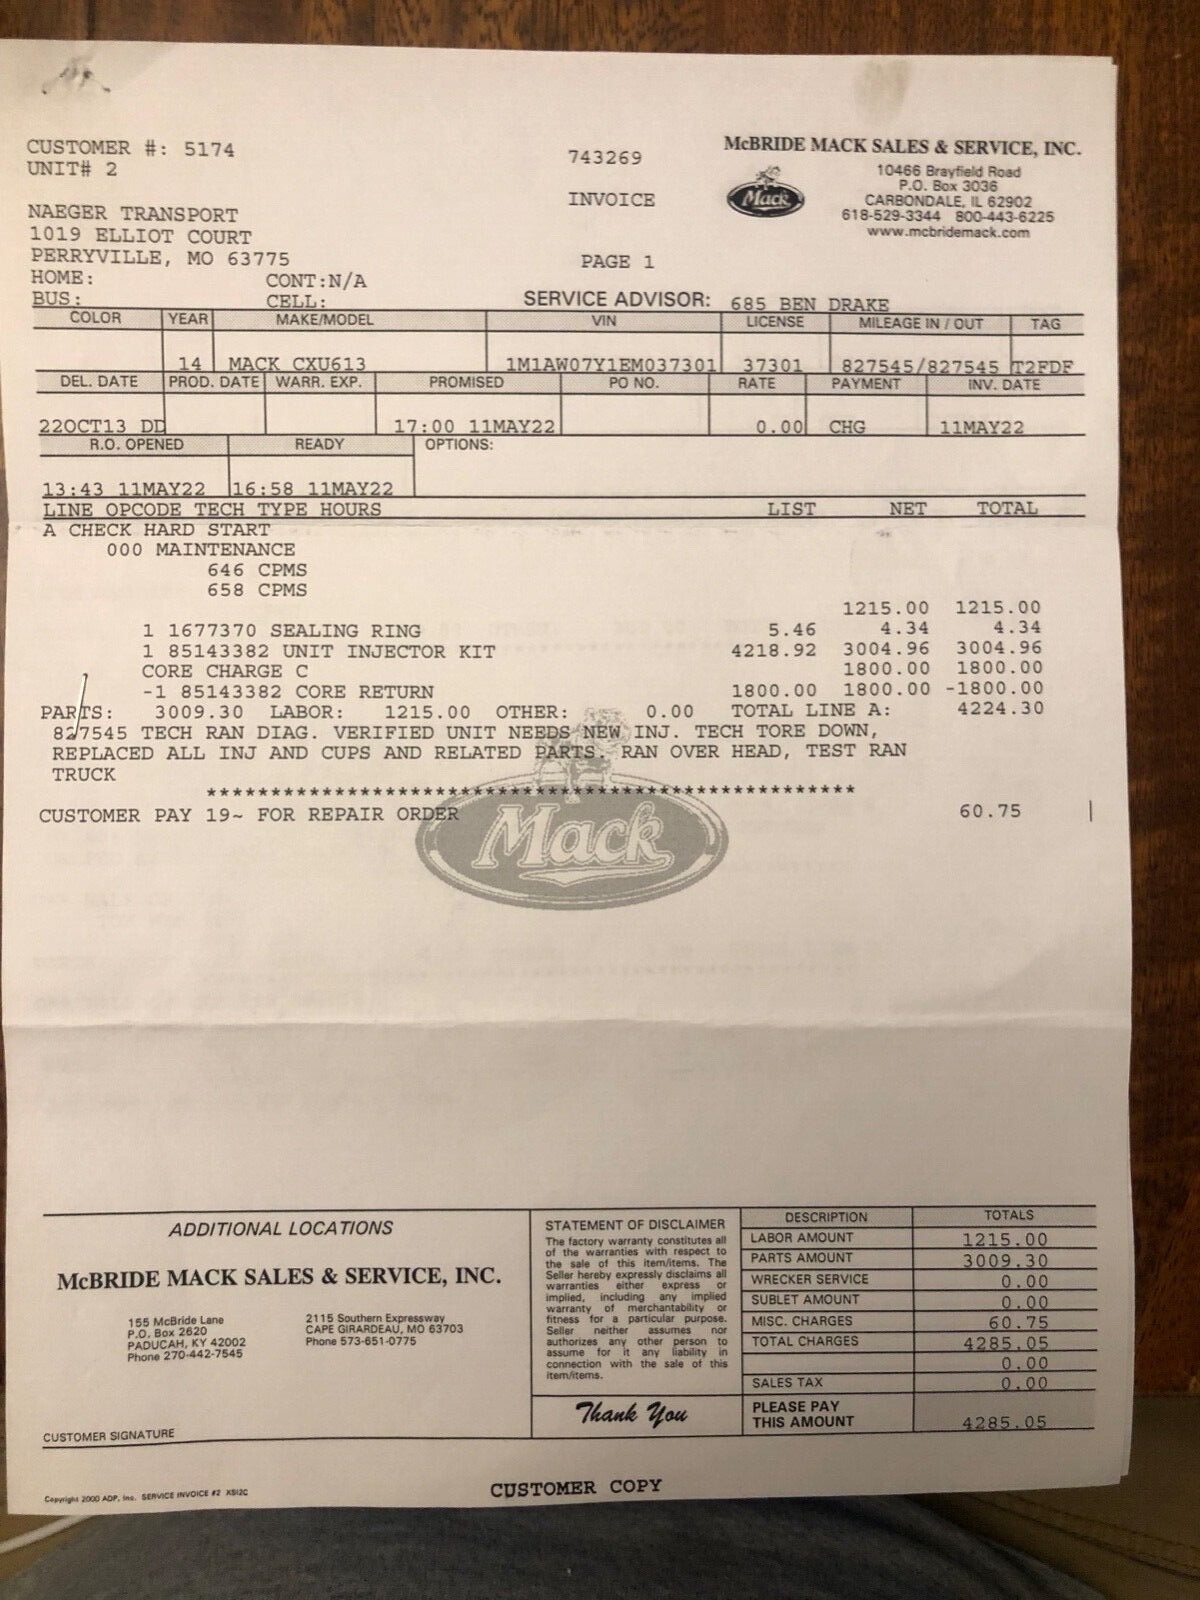 CUSTOMER #: 5174
UNIT# 2
743269
INVOICE
McBRIDE MACK SALES & SERVICE, INC.
Mack
10466 Brayfield Road
P.O. Box 3036
CARBONDALE, IL 62902
618-529-3344 800-443-6225
www.mcbridemack.com
NAEGER TRANSPORT
1019 ELLIOT COURT
PERRYVILLE, MO 63775
PAGE 1
HOME: CONT:N/A
BUS: CELL:
SERVICE ADVISOR: 685 BEN DRAKE
COLOR YEAR MAKE/MODEL VIN LICENSE MILEAGE IN / OUT TAG
14 MACK CXU613 1M1AW07Y1EM037301 37301 827545/827545 T2FDF
DEL. DATE PROD. DATE WARR. EXP. PROMISED PO NO. RATE PAYMENT INV. DATE
22OCT13 DD 17:00 11MAY22 0.00 CHG 11MAY22
R.O. OPENED READY OPTIONS:
13:43 11MAY22 16:58 11MAY22
LINE OPCODE TECH TYPE HOURS LIST NET TOTAL
A CHECK HARD START
000 MAINTENANCE
646 CPMS
658 CPMS
1215.00 1215.00
1 1677370 SEALING RING 5.46 4.34 4.34
1 85143382 UNIT INJECTOR KIT 4218.92 3004.96 3004.96
CORE CHARGE C 1800.00 1800.00
-1 85143382 CORE RETURN 1800.00 1800.00 -1800.00
PARTS: 3009.30 LABOR: 1215.00 OTHER: 0.00 TOTAL LINE A: 4224.30
827545 TECH RAN DIAG. VERIFIED UNIT NEEDS NEW INJ. TECH TORE DOWN,
REPLACED ALL INJ AND CUPS AND RELATED PARTS. RAN OVER HEAD, TEST RAN
TRUCK
****************************************************
CUSTOMER PAY 19~ FOR REPAIR ORDER 60.75
Mack
ADDITIONAL LOCATIONS
McBRIDE MACK SALES & SERVICE, INC.
155 McBride Lane
P.O. Box 2620
PADUCAH, KY 42002
Phone 270-442-7545
2115 Southern Expressway
CAPE GIRARDEAU, MO 63703
Phone 573-651-0775
CUSTOMER SIGNATURE
STATEMENT OF DISCLAIMER
The factory warranty constitutes all
of the warranties with respect to
the sale of this item/items. The
Seller hereby expressly disclaims all
warranties either express or
implied, including any implied
warranty of merchantability or
fitness for a particular purpose.
Seller neither assumes nor
authorizes any other person to
assume for it any liability in
connection with the sale of this
item/items.
Thank You
DESCRIPTION TOTALS
LABOR AMOUNT 1215.00
PARTS AMOUNT 3009.30
WRECKER SERVICE 0.00
SUBLET AMOUNT 0.00
MISC. CHARGES 60.75
TOTAL CHARGES 4285.05
0.00
SALES TAX 0.00
PLEASE PAY
THIS AMOUNT 4285.05
Copyright 2000 ADP, Inc. SERVICE INVOICE #2 XSI2C
CUSTOMER COPY